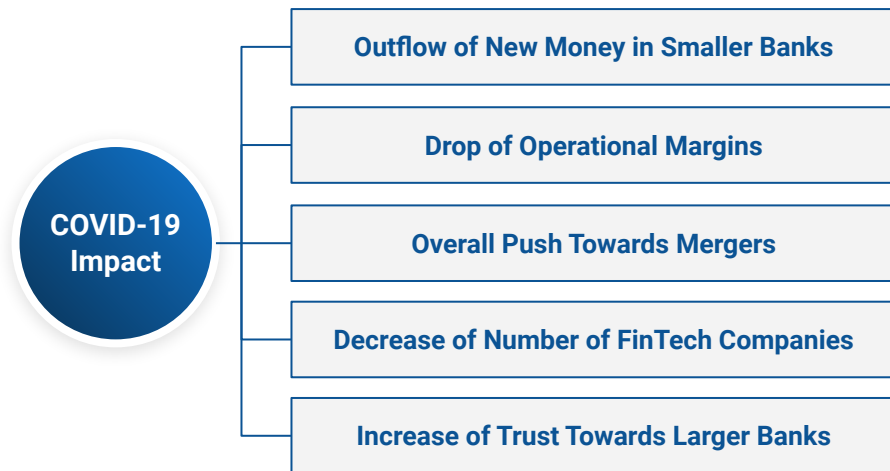 COVID-19
Impact
Outflow of New Money in Smaller Banks
Drop of Operational Margins
Overall Push Towards Mergers
Decrease of Number of FinTech Companies
Increase of Trust Towards Larger Banks